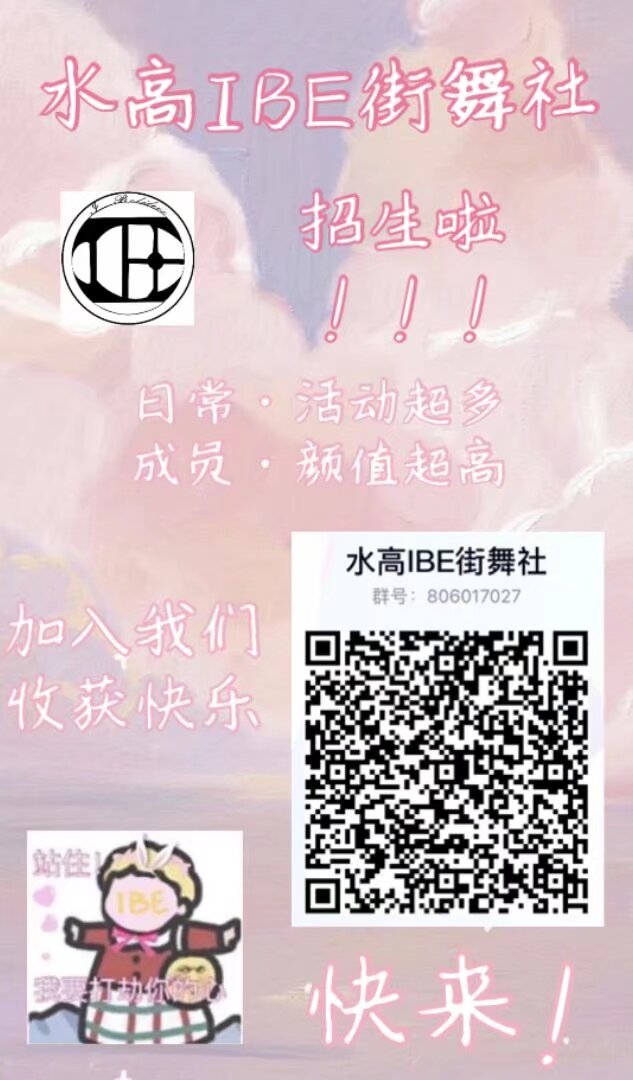 水高IBE街舞社
IBE
招生啦
！！！
日常·活动超多
成员·颜值超高
水高IBE街舞社
群号：806017027
加入我们
收获快乐
站住！
IBE
我要打劫你的心
快来！